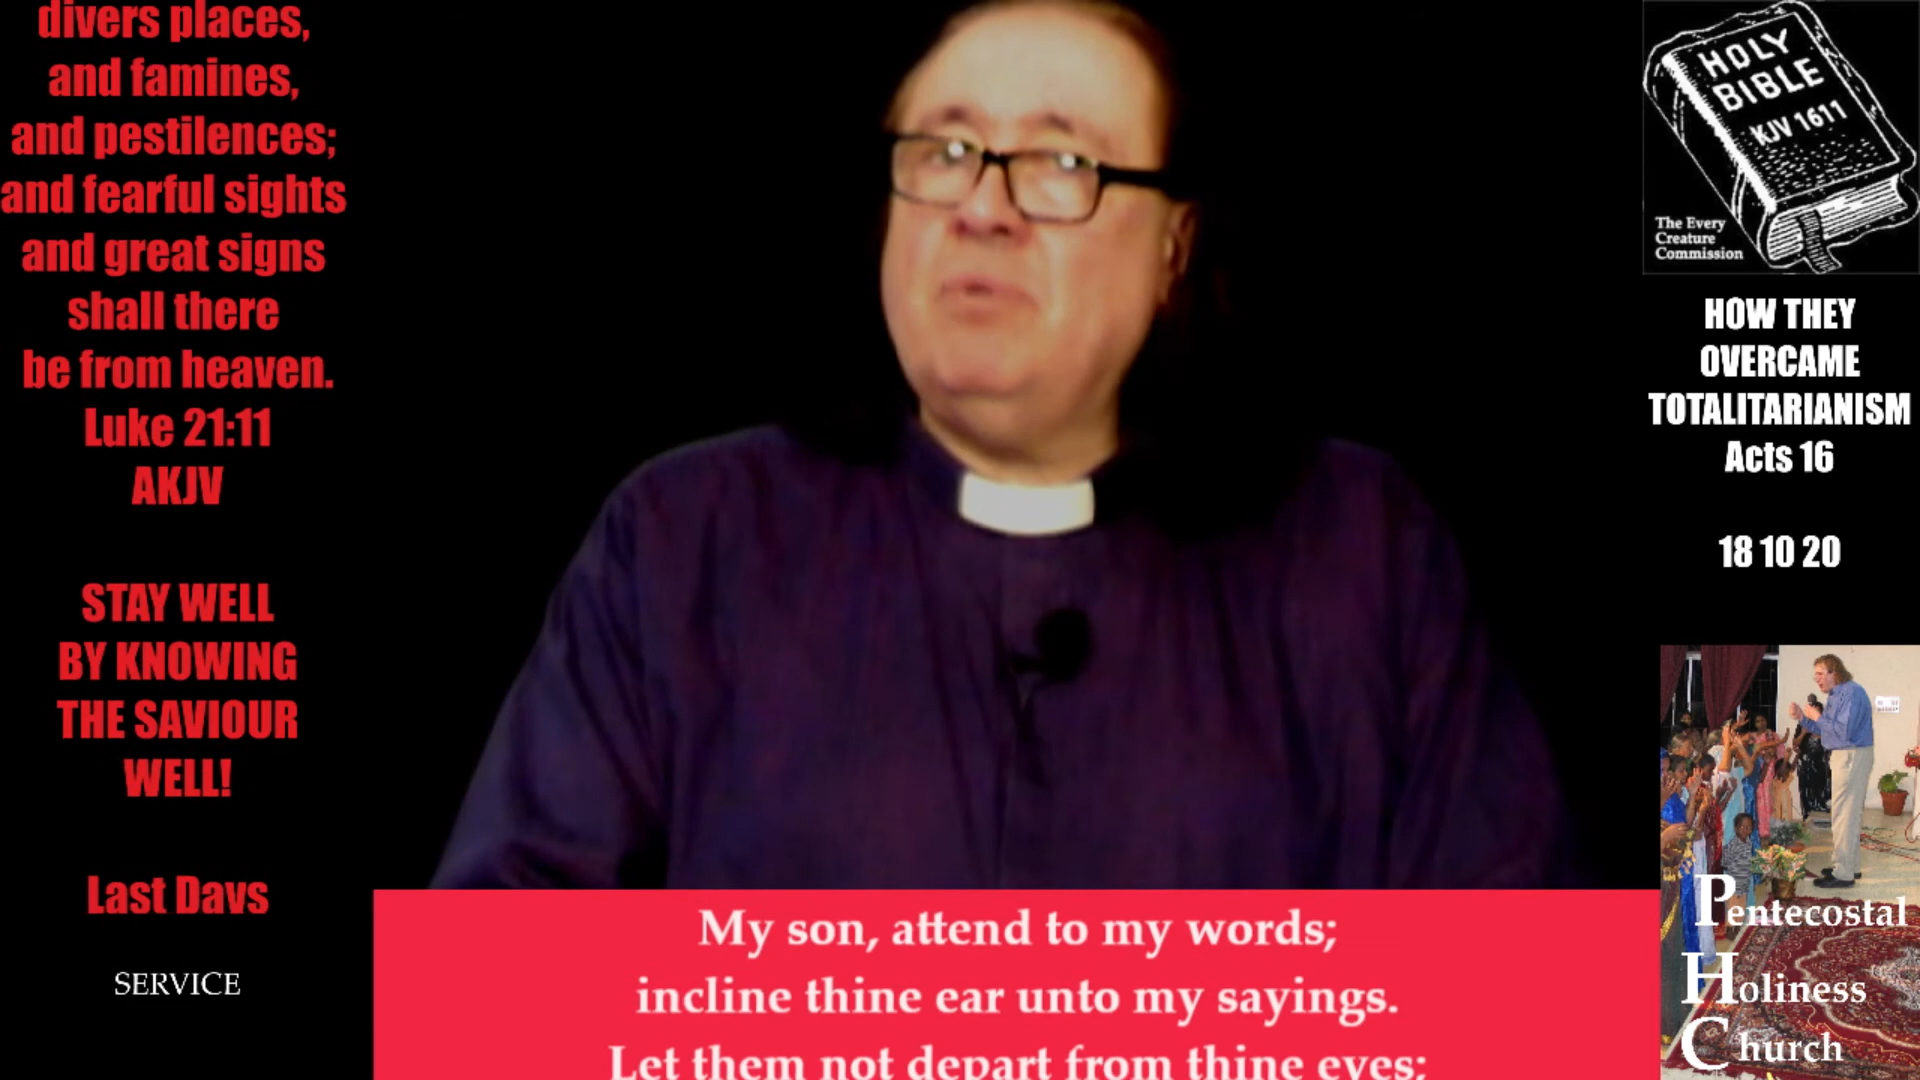 divers places,
and famines,
and pestilences;
and fearful sights
and great signs
shall there
be from heaven.
Luke 21:11
AKJV
STAY WELL
BY KNOWING
THE SAVIOUR
WELL!
Last Days
SERVICE
My son, attend to my words;
incline thine ear unto my sayings.
Let them not depart from thine eyes;
HOLY
BIBLE
KJV 1611
The Every
Creature
Commission
HOW THEY
OVERCAME
TOTALITARIANISM
Acts 16
18 10 20
Pentecostal
Holiness
Church